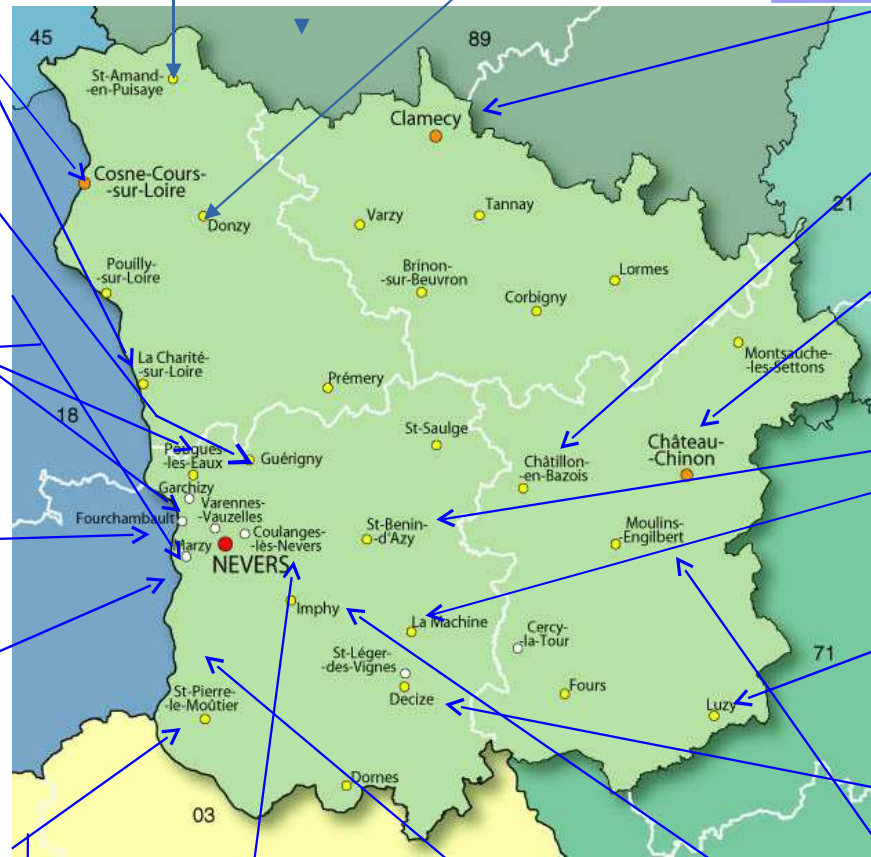 45
89
St-Amand-
-en-Puisaye
Clamecy
Cosne-Cours-
-sur-Loire
21
Donzy
Varzy
Tannay
Pouilly-
-sur-Loire
Brinon-
-sur-Beuvron
Lormes
Corbigny
La Charité-
-sur-Loire
Montsauche-
-les-Settons
Prémery
18
St-Saulge
Château-
-Chinon
Pougues
-les-Eaux
Guérigny
Châtillon-
-en-Bazois
Garchizy
Varennes-
-Vauzelles
Fourchambault
Coulanges-
-lès-Nevers
St-Benin-
-d'Azy
Moulins-
-Engilbert
Marzy
NEVERS
Imphy
La Machine
Cercy-
-la-Tour
St-Léger-
-des-Vignes
71
St-Pierre-
-le-Moûtier
Decize
Fours
Luzy
Dornes
03